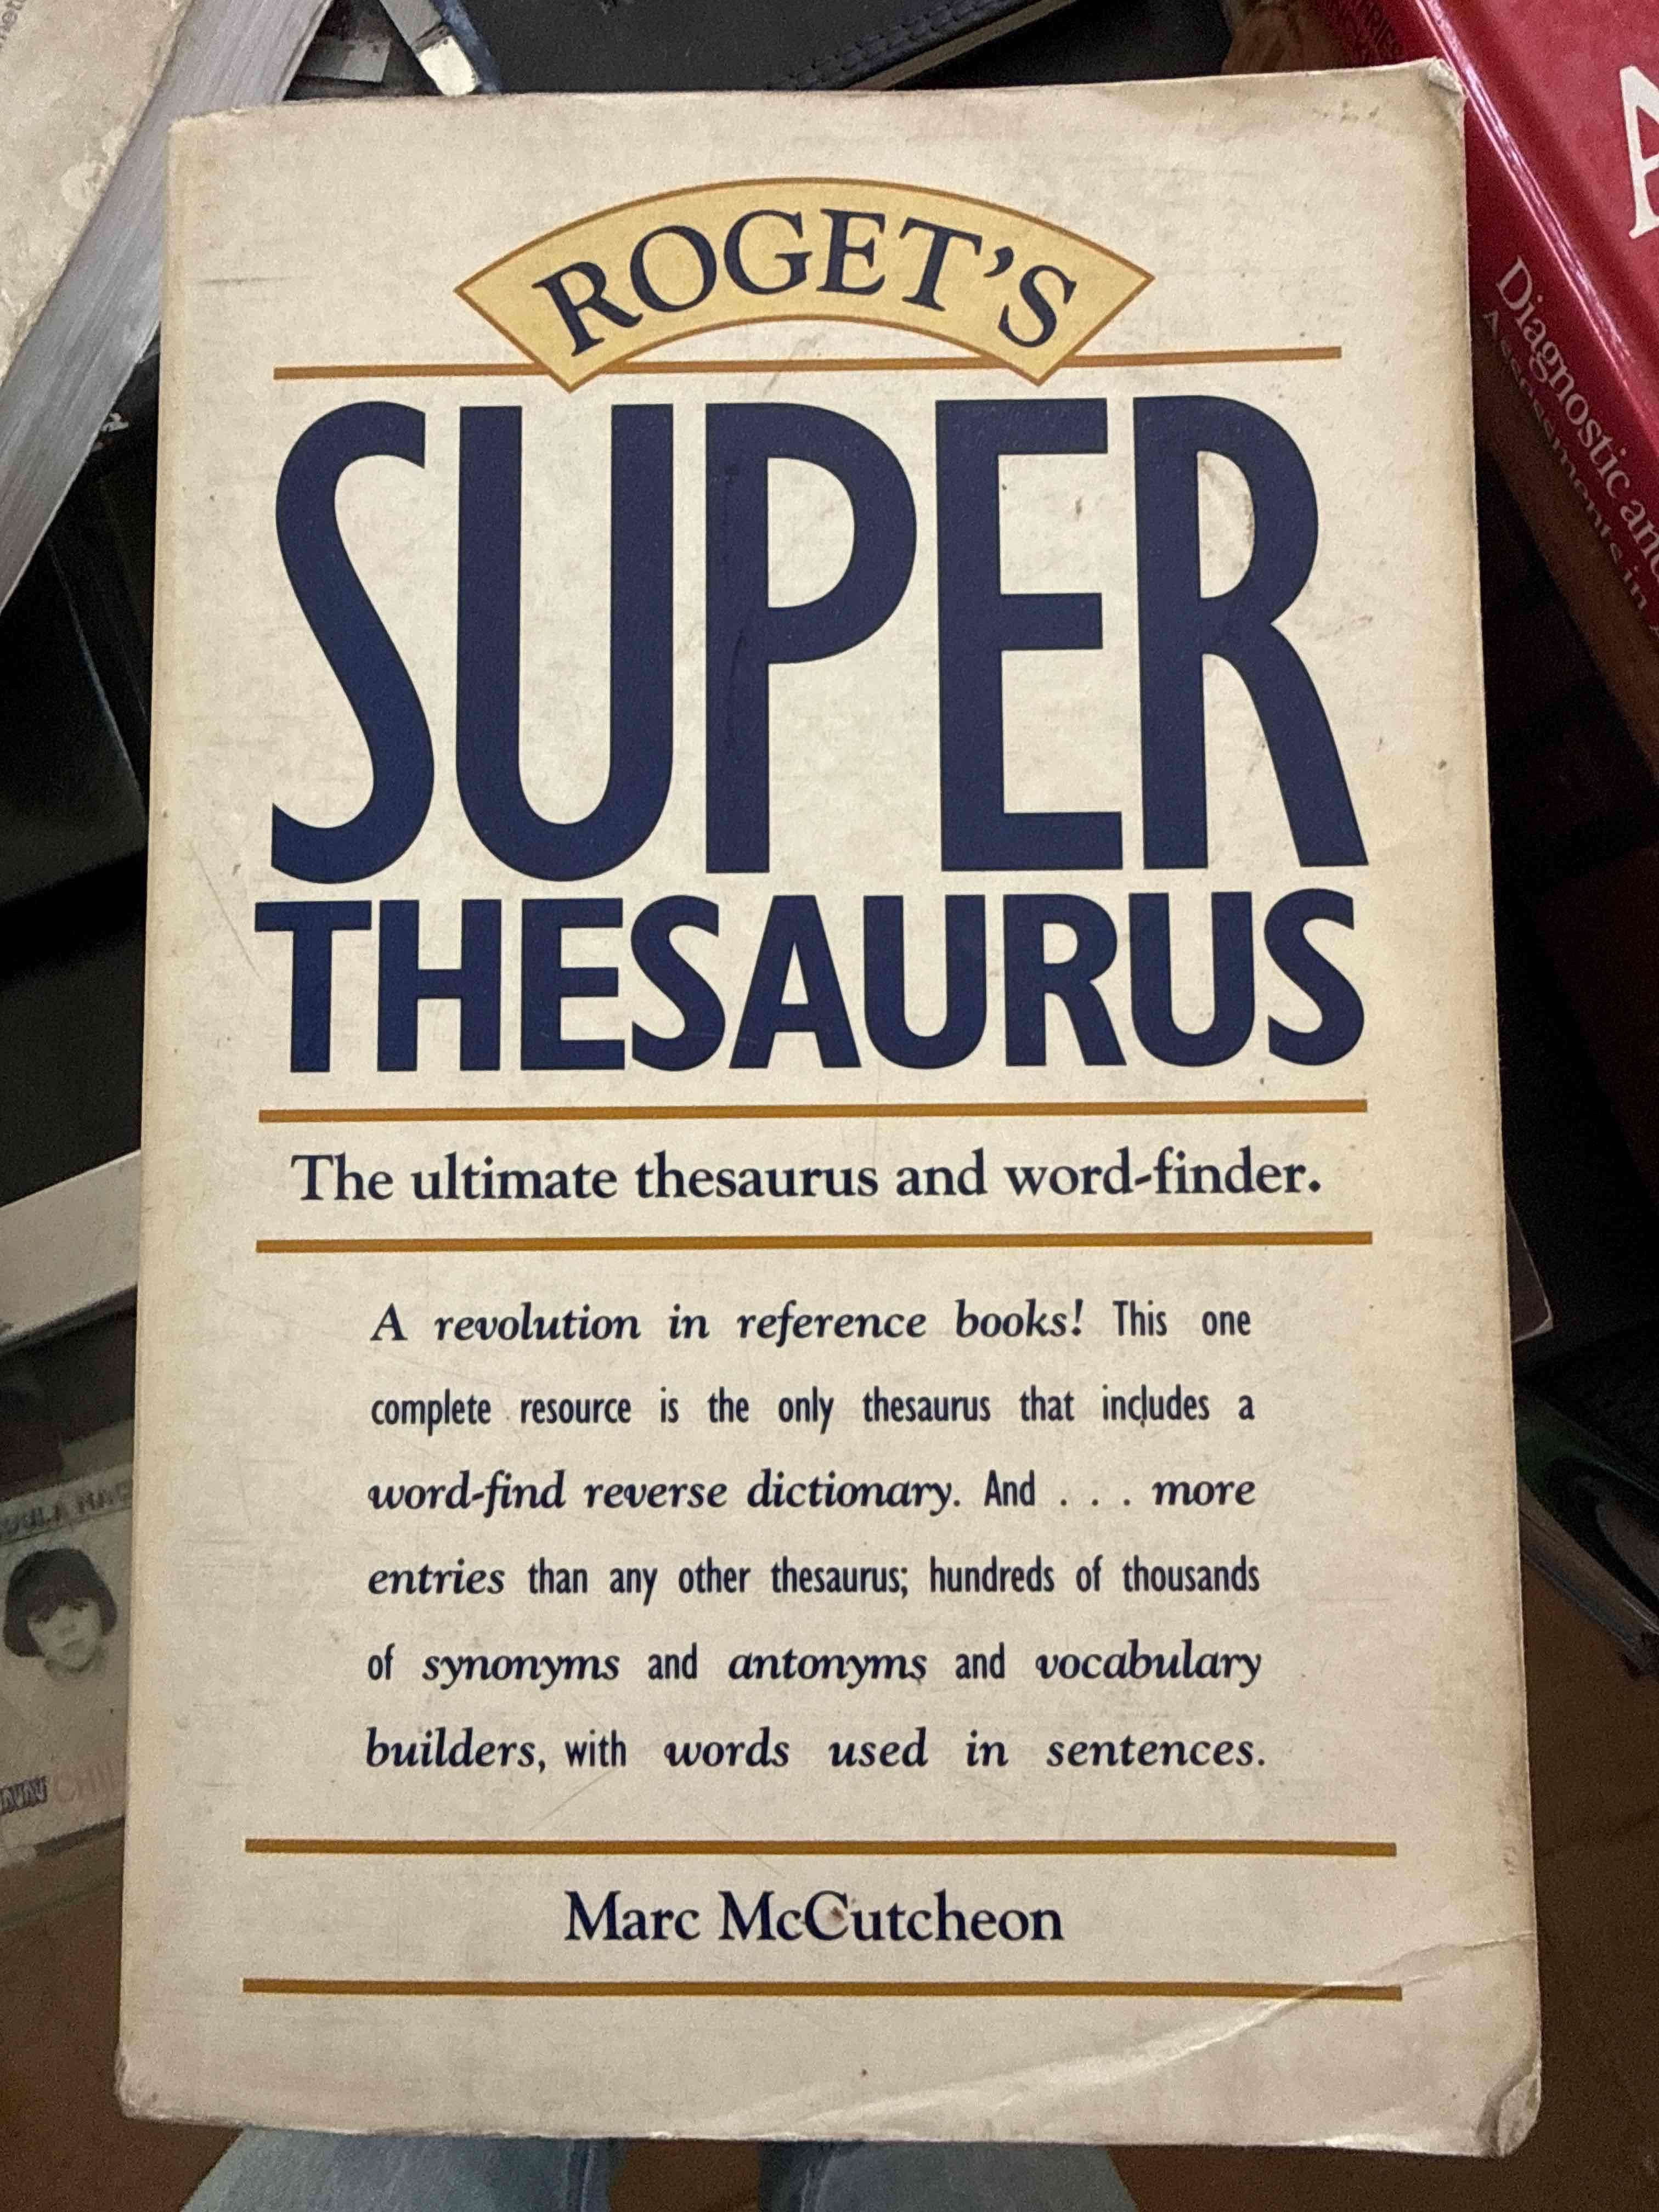 ROGET'S
SUPER
THESAURUS
The ultimate thesaurus and word-finder.
A revolution in reference books! This one
complete resource is the only thesaurus that includes a
word-find reverse dictionary. And . . . more
entries than any other thesaurus; hundreds of thousands
of synonyms and antonyms and vocabulary
builders, with words used in sentences.
Marc McCutcheon
A
Diagnostic and
Assessments in